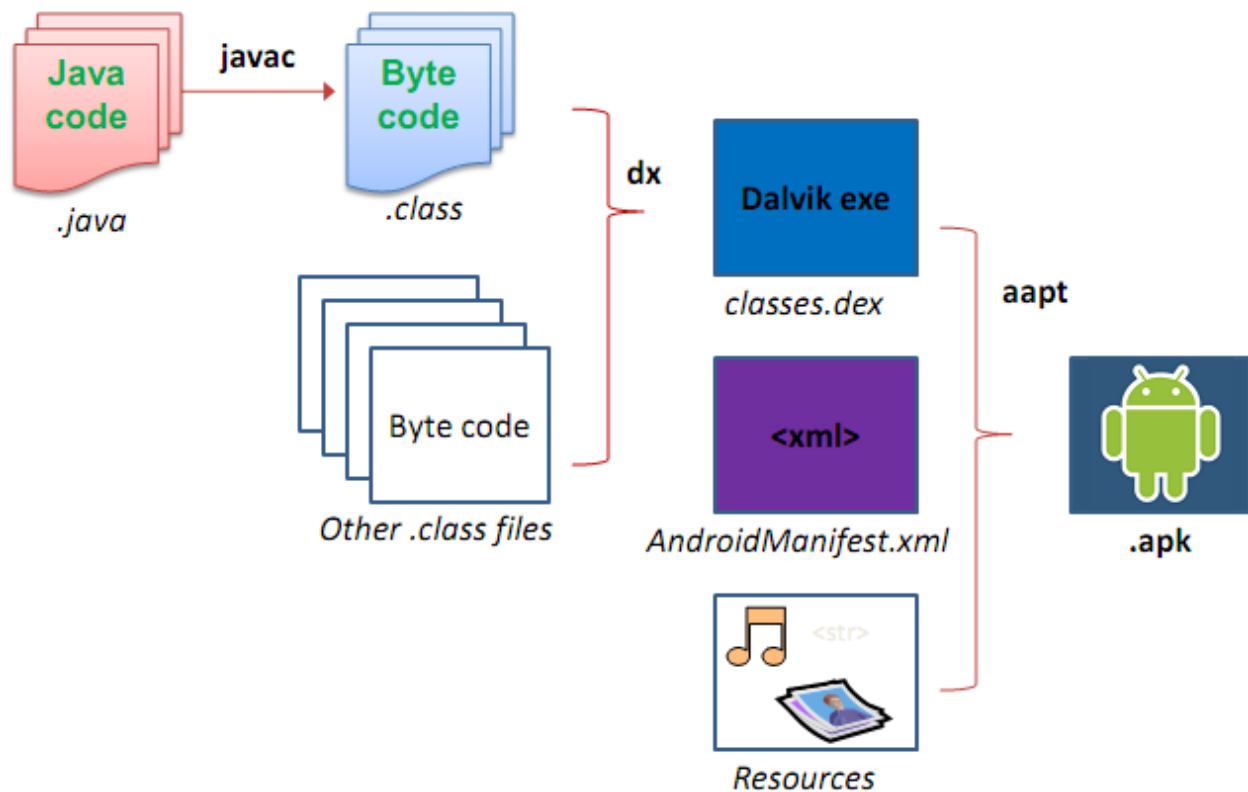 Java
code
.java
javac
Byte
code
.class
Byte code
Other .class files
dx
Dalvik exe
classes.dex
<xml>
AndroidManifest.xml
<str>
Resources
aapt
.apk